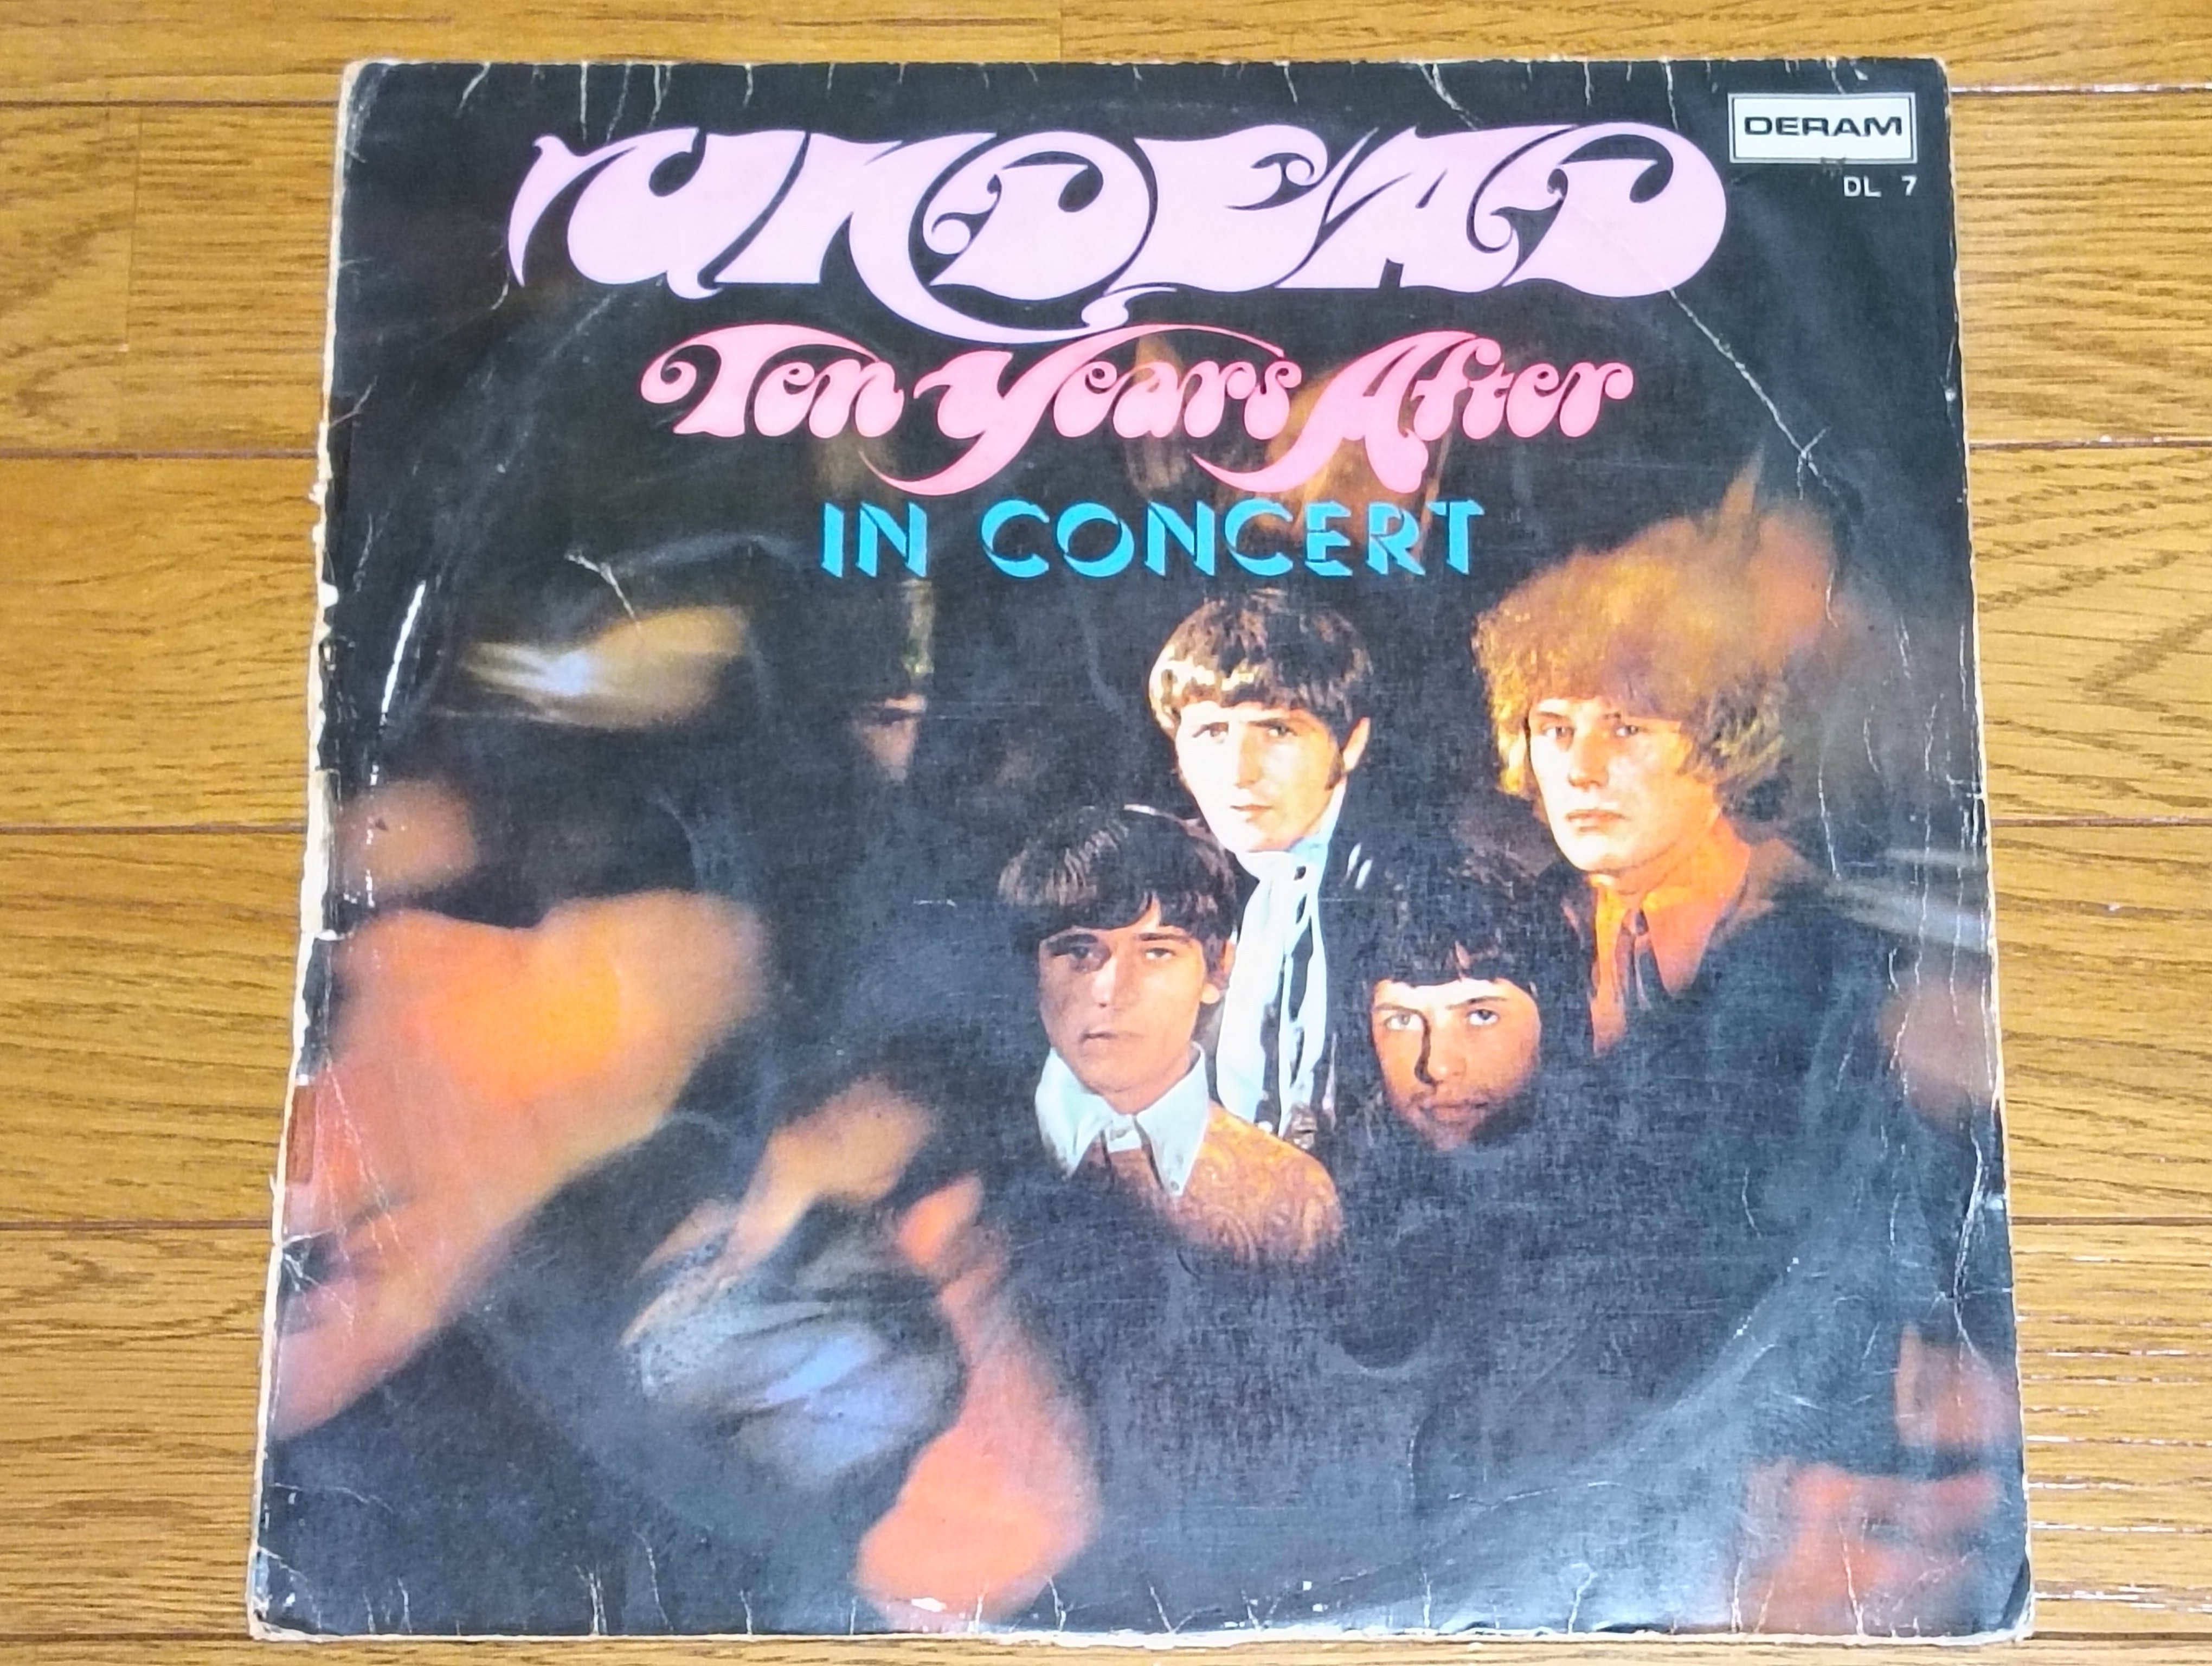 DERAM
DL 7
UNDEAD
Ten Years After
IN CONCERT